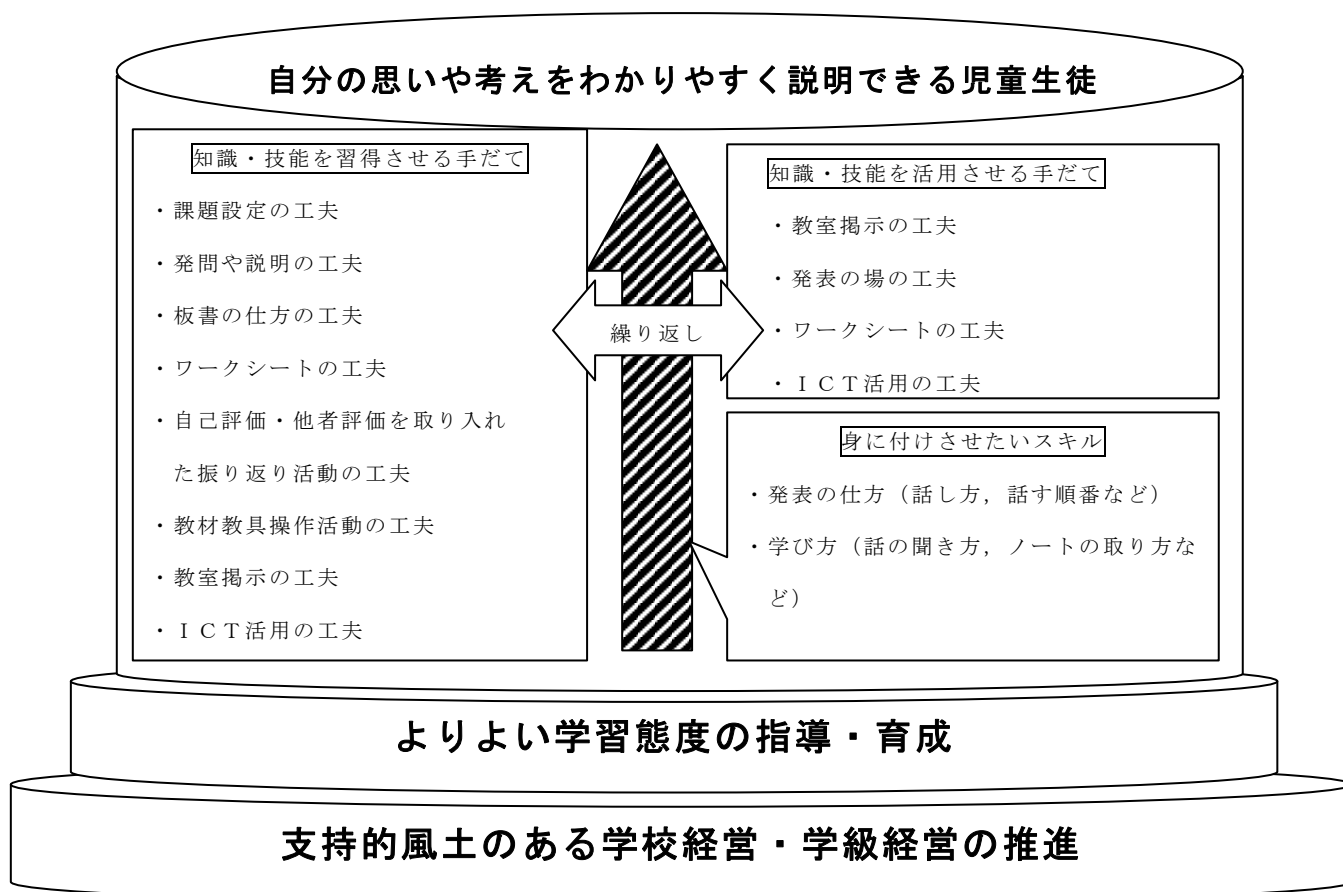 自分の思いや考えをわかりやすく説明できる児童生徒
知識・技能を習得させる手だて
・課題設定の工夫
・発問や説明の工夫
・板書の仕方の工夫
・ワークシートの工夫
・自己評価・他者評価を取り入れ
た振り返り活動の工夫
・教材教具操作活動の工夫
・教室掲示の工夫
・ＩＣＴ活用の工夫
繰り返し
知識・技能を活用させる手だて
・教室掲示の工夫
・発表の場の工夫
・ワークシートの工夫
・ＩＣＴ活用の工夫
身に付けさせたいスキル
・発表の仕方（話し方，話す順番など）
・学び方（話の聞き方，ノートの取り方な
ど）
よりよい学習態度の指導・育成
支持的風土のある学校経営・学級経営の推進